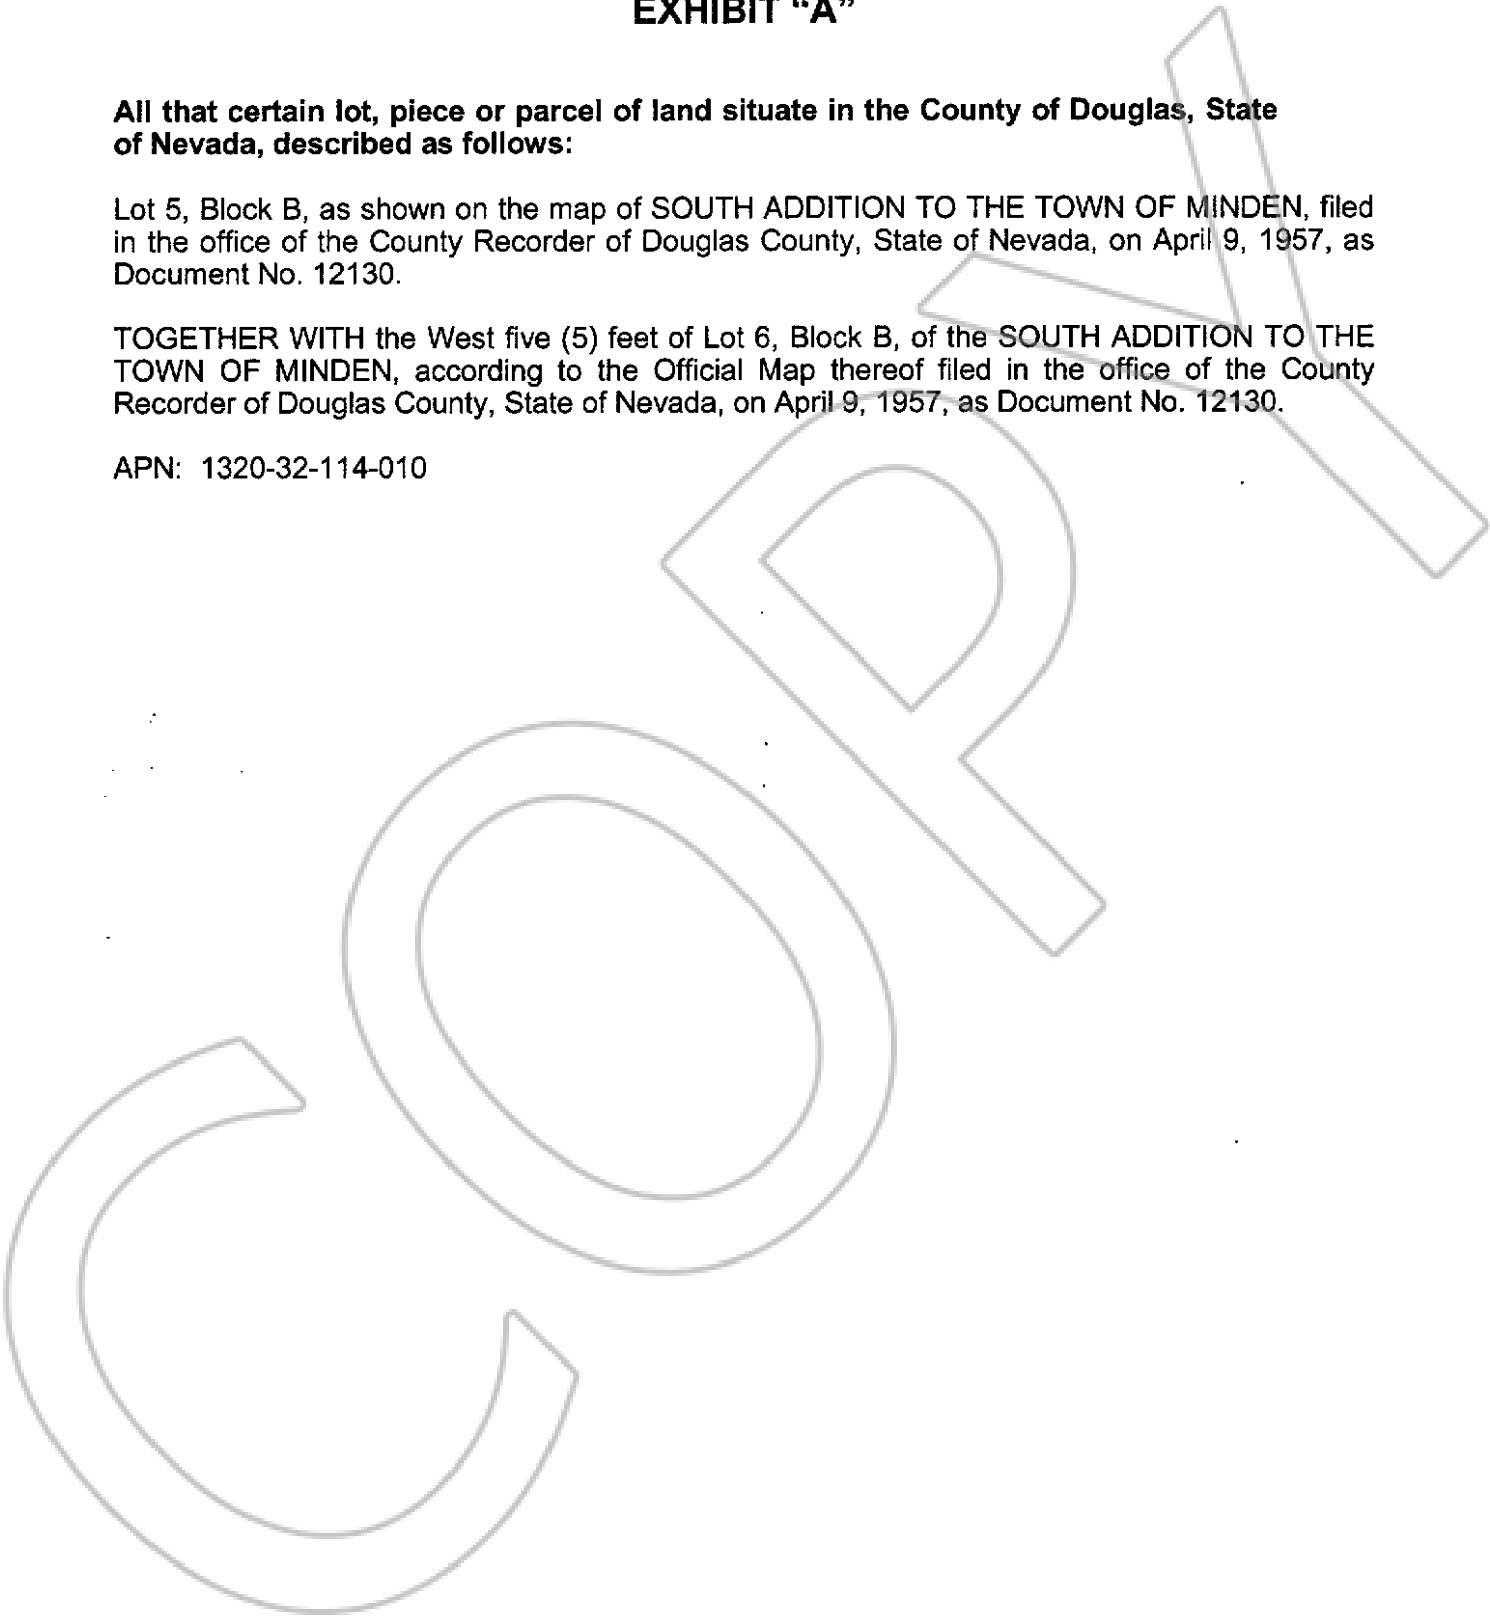 EXHIBIT “A”
All that certain lot, piece or parcel of land situate in the County of Douglas, State
of Nevada, described as follows:
Lot 5, Block B, as shown on the map of SOUTH ADDITION TO THE TOWN OF MINDEN, filed
in the office of the County Recorder of Douglas County, State of Nevada, on April 9, 1957, as
Document No. 12130.
TOGETHER WITH the West five (5) feet of Lot 6, Block B, of the SOUTH ADDITION TO THE
TOWN OF MINDEN, according to the Official Map thereof filed in the office of the County
Recorder of Douglas County, State of Nevada, on April 9, 1957, as Document No. 12130.
APN: 1320-32-114-010
COPY